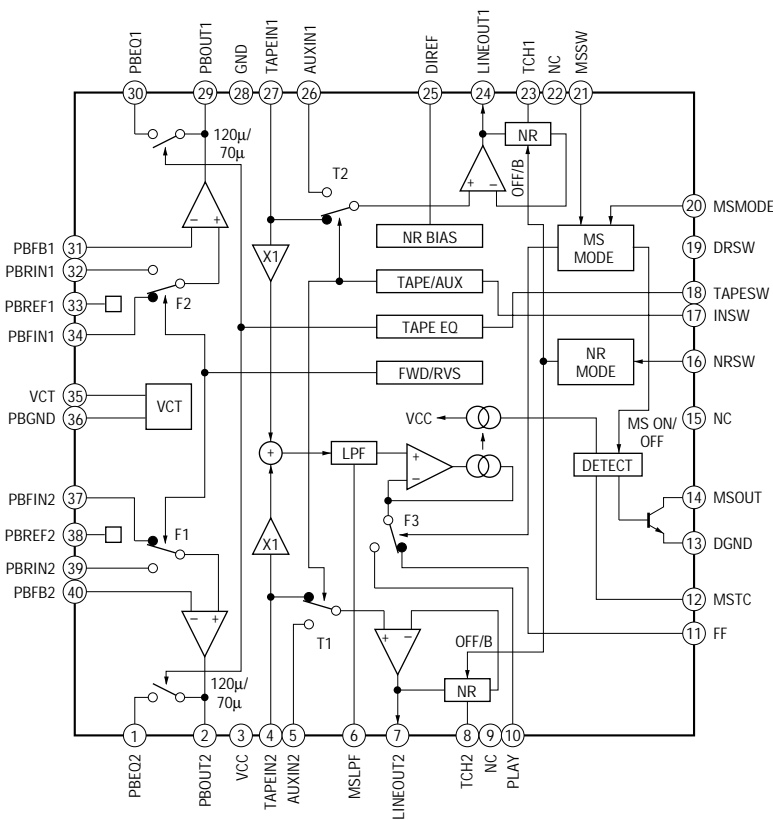 PBEQ1
PBOUT1
GND
TAPEIN1
AUXIN1
DIREF
LINEOUT1
TCH1
NC
MSSW
30
29
28
27
26
25
24
23
22
21
120µ/
70µ
T2
OFF/B
NR
+
−
−
+
20 MSMODE
31 PBFB1
NR BIAS
MS
MODE
19 DRSW
32 PBRIN1
X1
TAPE/AUX
18 TAPESW
33 PBREF1
F2
17 INSW
34 PBFIN1
TAPE EQ
FWD/RVS
NR
MODE
16 NRSW
35 VCT
36 PBGND
VCT
VCC
MS ON/
OFF
15 NC
+
LPF
+
−
DETECT
37 PBFIN2
14 MSOUT
38 PBREF2
F1
X1
F3
13 DGND
39 PBRIN2
12 MSTC
40 PBFB2
−
+
T1
+
−
OFF/B
11 FF
120µ/
70µ
NR
1
2
3
4
5
6
7
8
9
10
PBEQ2
PBOUT2
VCC
TAPEIN2
AUXIN2
MSLPF
LINEOUT2
TCH2
NC
PLAY